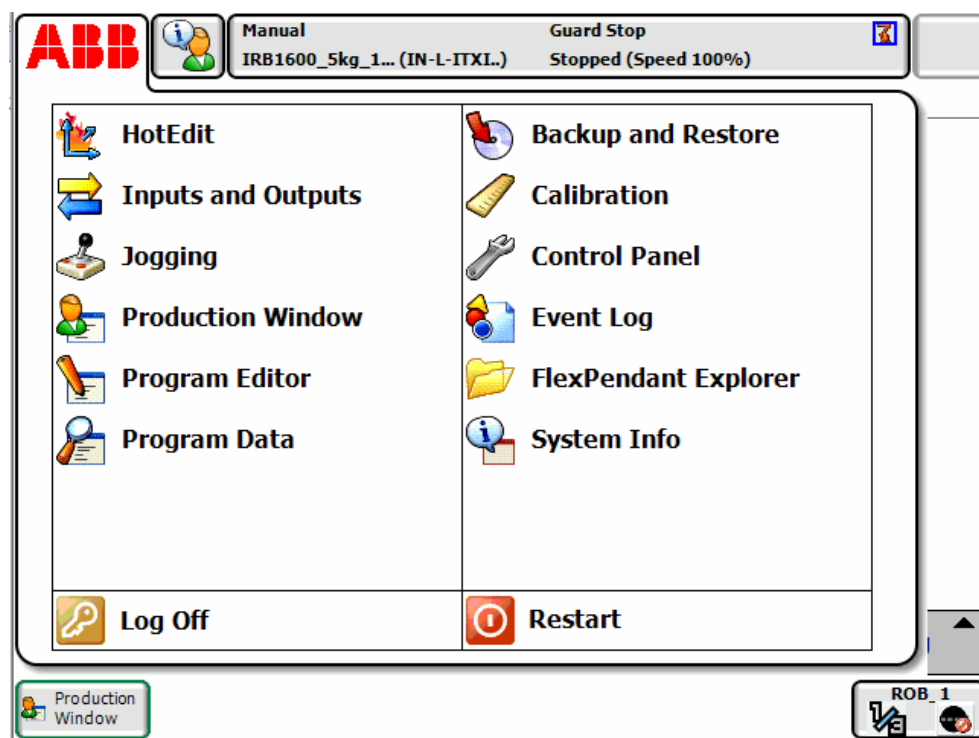 ABB
Manual
Guard Stop
IRB1600_5kg_1... (IN-L-ITXI..)
Stopped (Speed 100%)
HotEdit
Backup and Restore
Inputs and Outputs
Calibration
Jogging
Control Panel
Production Window
Event Log
Program Editor
FlexPendant Explorer
Program Data
System Info
Log Off
Restart
Production
Window
ROB_1
1/3